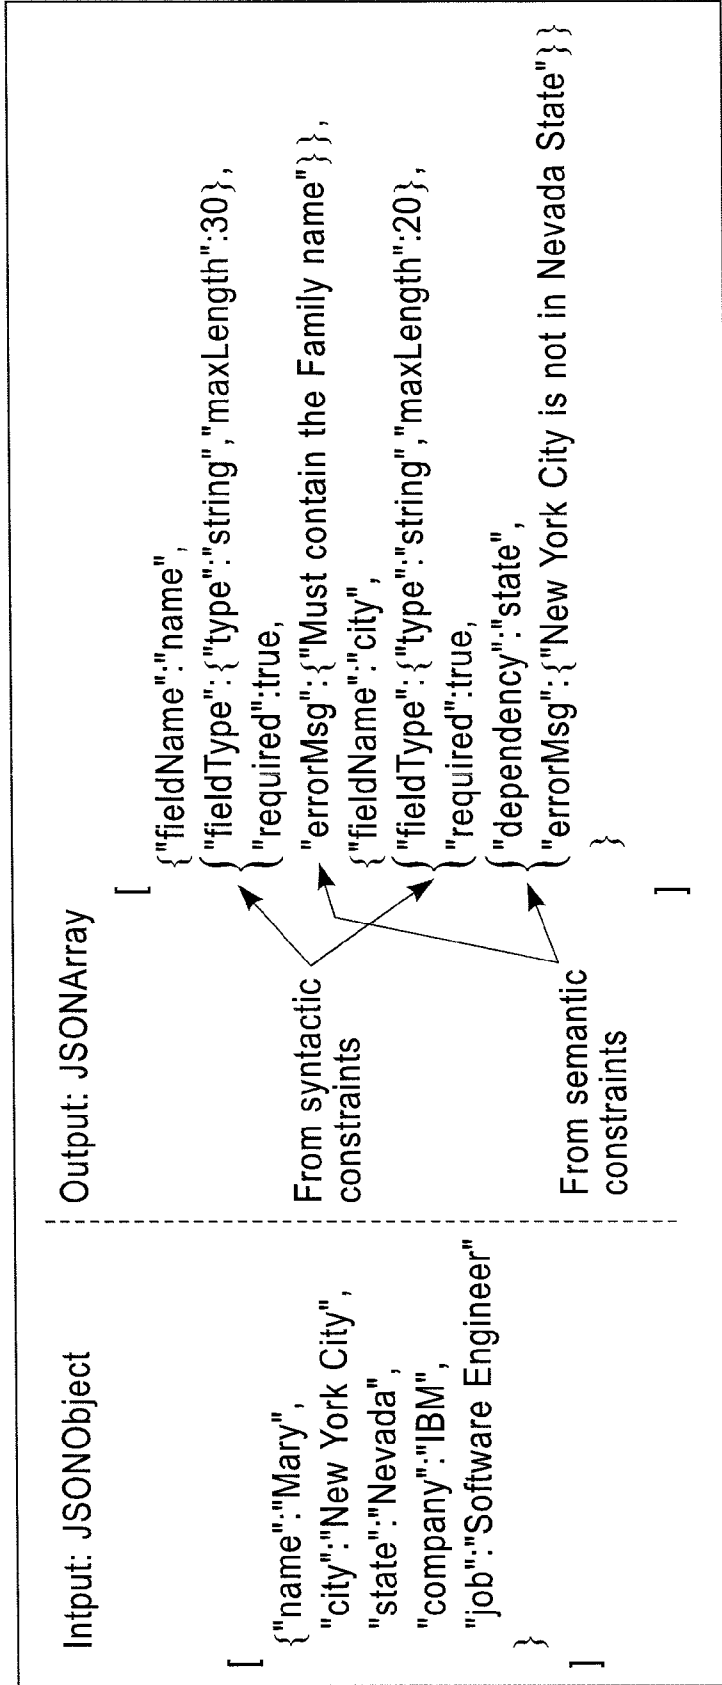 Intput: JSONObject
[
{"name":"Mary",
"city":"New York City",
"state":"Nevada",
"company":"IBM",
"job":"Software Engineer"
}
]
Output: JSONArray
[
{"fieldName":"name",
"fieldType":{"type":"string","maxLength":30},
"required":true,
"errorMsg":{"Must contain the Family name"}},
{"fieldName":"city",
"fieldType":{"type":"string","maxLength":20},
"required":true,
"dependency":"state",
"errorMsg":{"New York City is not in Nevada State"}}
}
]
From syntactic
constraints
From semantic
constraints